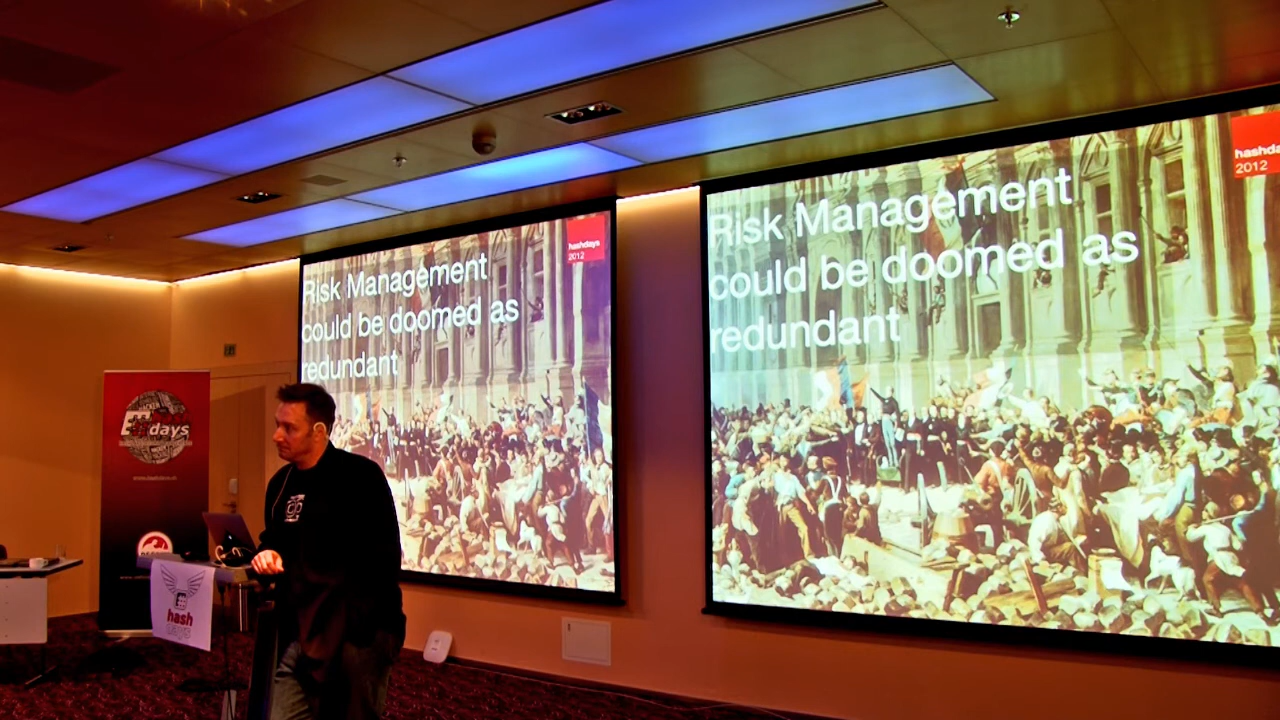 Risk Management
could be doomed as
redundant
hashdays
2012
Risk Management
could be doomed as
redundant
hashda
2012
days
hash